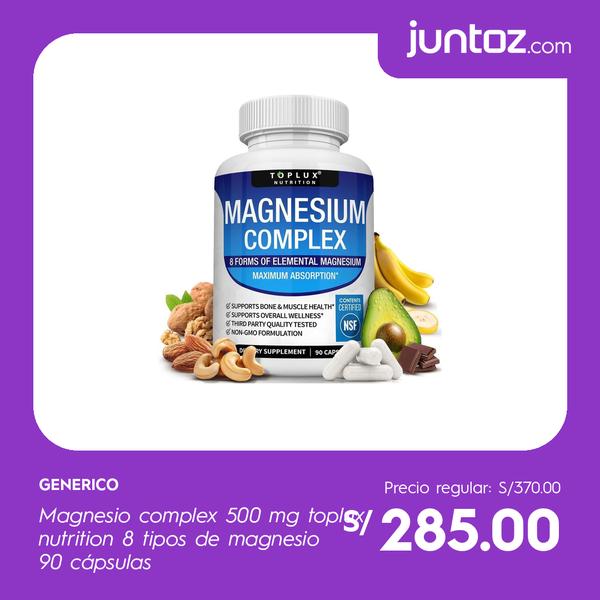 juntoz.com
TOPLUX®
NUTRITION
MAGNESIUM
COMPLEX
8 FORMS OF ELEMENTAL MAGNESIUM
MAXIMUM ABSORPTION*
SUPPORTS BONE & MUSCLE HEALTH*
SUPPORTS OVERALL WELLNESS*
THIRD PARTY QUALITY TESTED
NON-GMO FORMULATION
CONTENTS
CERTIFIED
NSF
DIETARY SUPPLEMENT | 90 CAPS
GENERICO
Magnesio complex 500 mg toplux
nutrition 8 tipos de magnesio
90 cápsulas
Precio regular: S/370.00
S/ 285.00